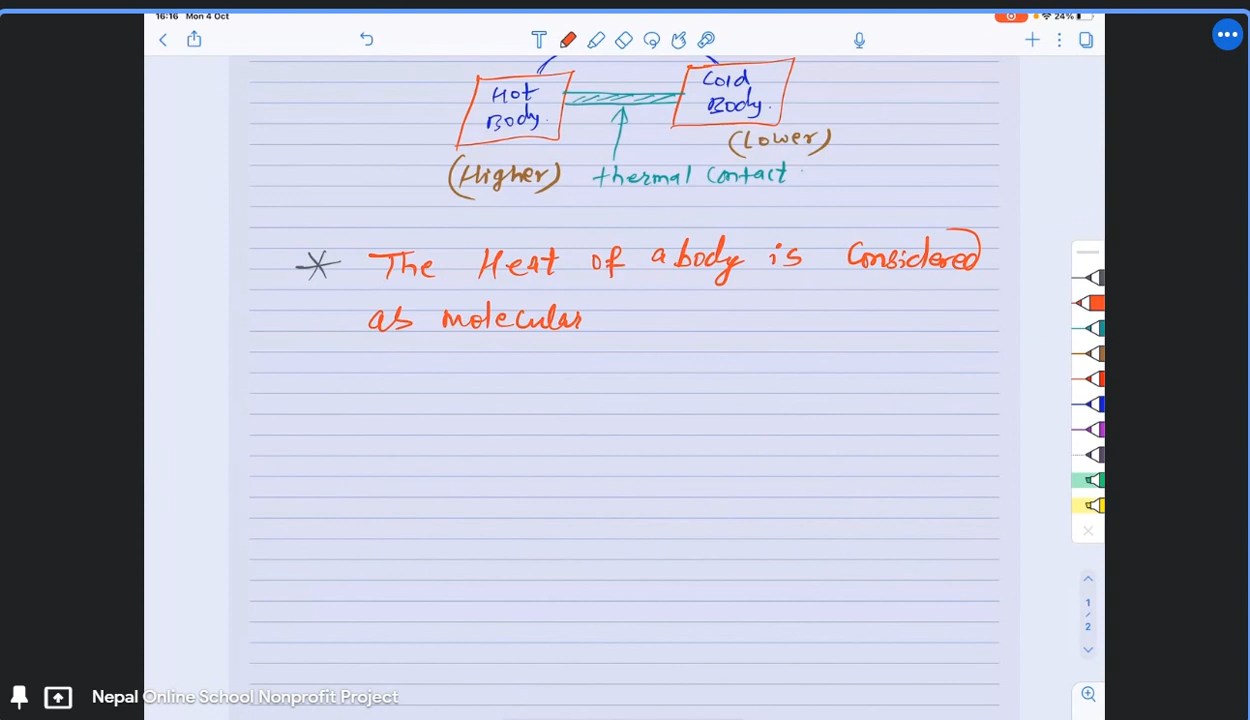 16:16 Mon 4 Oct
24%
Hot
Body.
Cold
Body.
(Higher)
thermal contact
(Lower)
The Heat of a body is Considered
as molecular
1
/
2
Nepal Online School Nonprofit Project